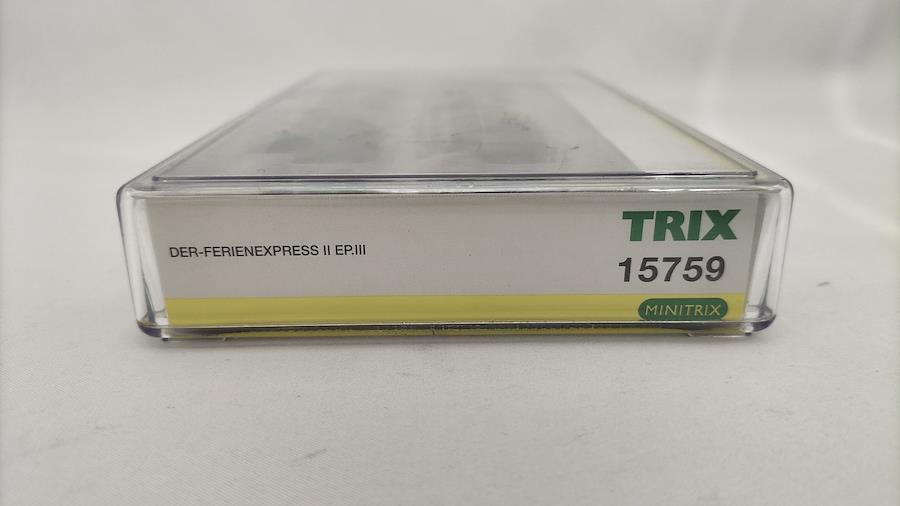 DER-FERIENEXPRESS II EP.III
TRIX
15759
MINITRIX